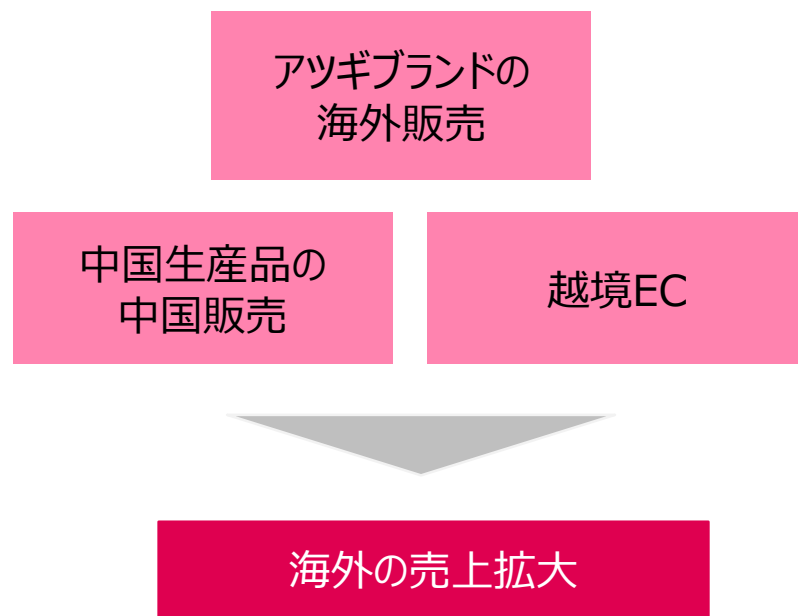 アツギブランドの
海外販売
中国生産品の
中国販売
越境EC
海外の売上拡大